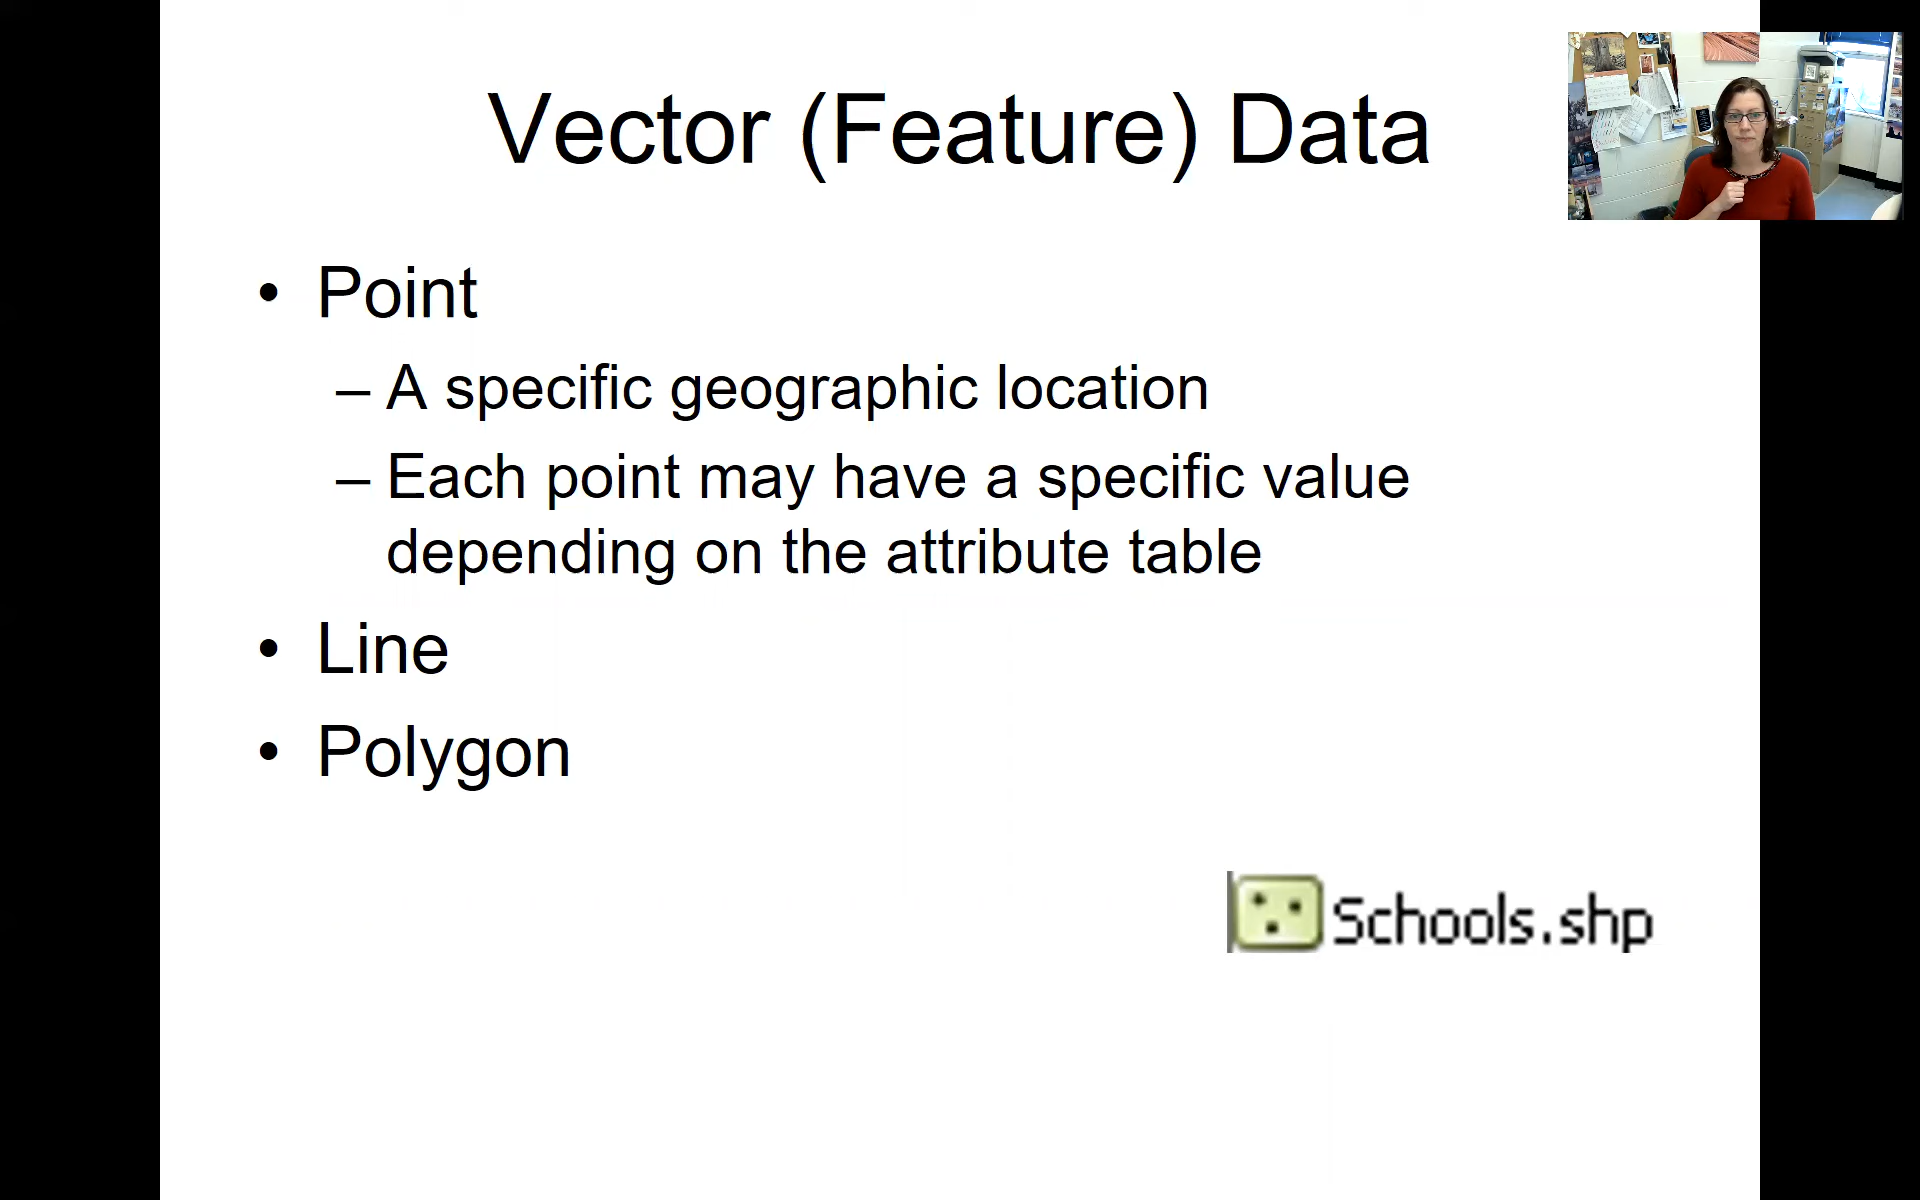 Vector (Feature) Data
• Point
– A specific geographic location
– Each point may have a specific value
depending on the attribute table
• Line
• Polygon
Schools.shp